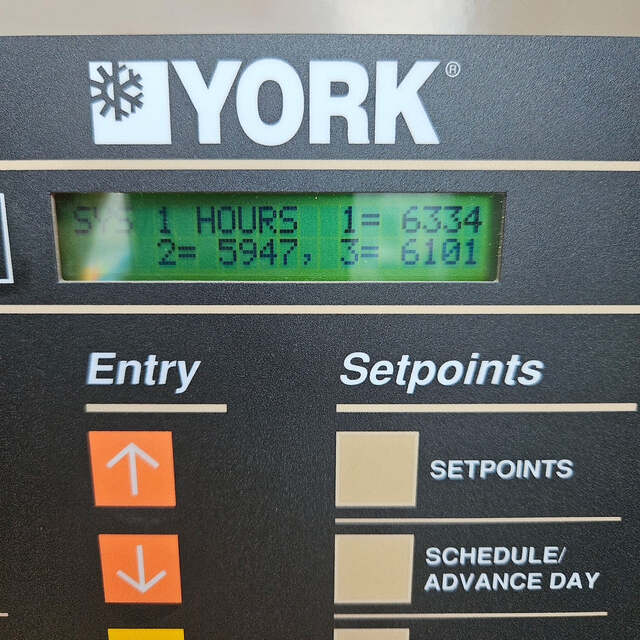 YORK®
SYS 1 HOURS 1= 6334
2= 5947, 3= 6101
Entry
Setpoints
SETPOINTS
SCHEDULE/
ADVANCE DAY